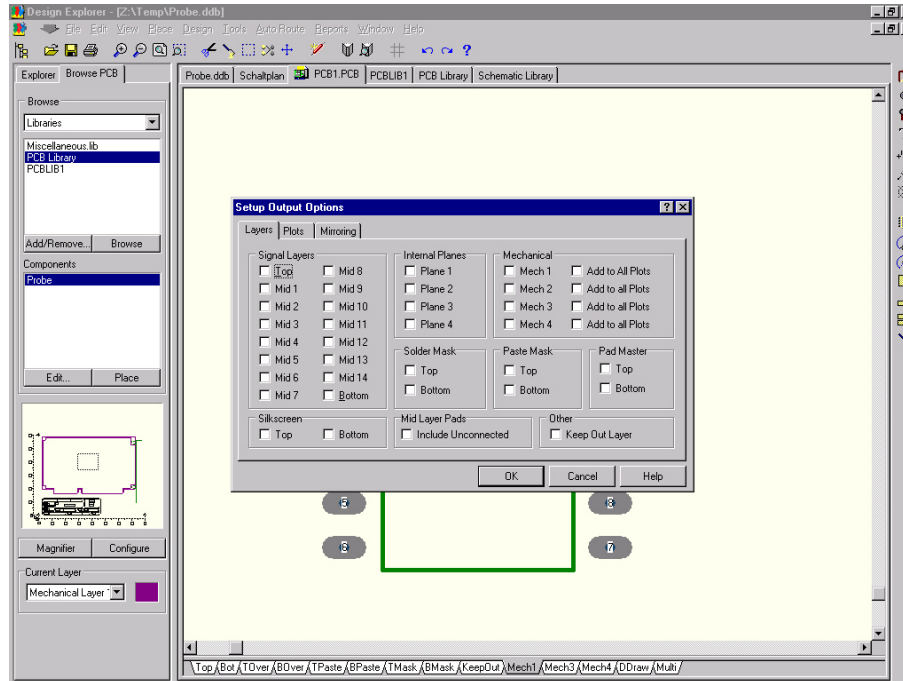 Design Explorer - [Z:\Temp\Probe.ddb]
File Edit View Place Design Tools Auto Route Reports Window Help
Explorer Browse PCB
Probe.ddb Schaltplan PCB1.PCB PCBLIB1 PCB Library Schematic Library
Browse
Libraries
Miscellaneous.lib
PCB Library
PCBLIB1
Add/Remove... Browse
Components
Probe
Edit... Place
Magnifier Configure
Current Layer
Mechanical Layer
Setup Output Options
Layers Plots Mirroring
Signal Layers
Top Mid 8
Mid 1 Mid 9
Mid 2 Mid 10
Mid 3 Mid 11
Mid 4 Mid 12
Mid 5 Mid 13
Mid 6 Mid 14
Mid 7 Bottom
Internal Planes
Plane 1
Plane 2
Plane 3
Plane 4
Mechanical
Mech 1 Add to All Plots
Mech 2 Add to all Plots
Mech 3 Add to all Plots
Mech 4 Add to all Plots
Solder Mask
Top
Bottom
Paste Mask
Top
Bottom
Pad Master
Top
Bottom
Silkscreen
Top Bottom
Mid Layer Pads
Include Unconnected
Other
Keep Out Layer
OK Cancel Help
5 8
6 7
Top Bot TOver BOver TPaste BPaste TMask BMask KeepOut Mech1 Mech3 Mech4 DDraw Multi